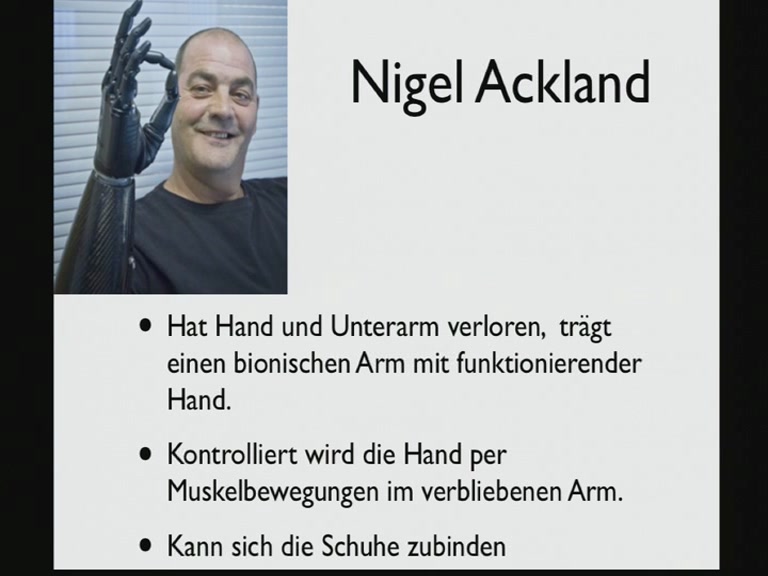 Nigel Ackland
• Hat Hand und Unterarm verloren, trägt
einen bionischen Arm mit funktionierender
Hand.
• Kontrolliert wird die Hand per
Muskelbewegungen im verbliebenen Arm.
• Kann sich die Schuhe zubinden